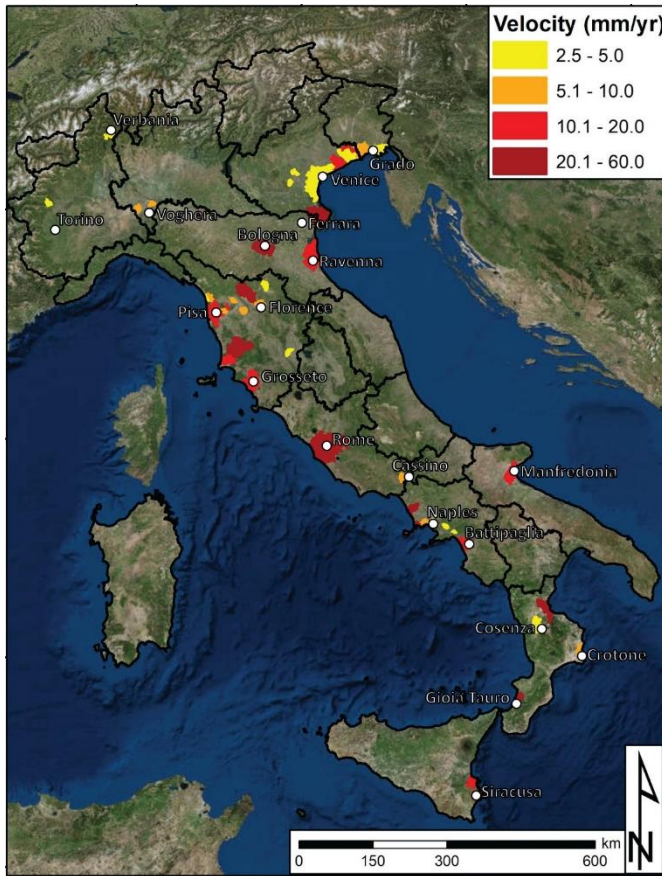 Velocity (mm/yr)
2.5 - 5.0
5.1 - 10.0
10.1 - 20.0
20.1 - 60.0
Verbania
Grado
Venice
Torino
Voghera
Ferrara
Bologna
Ravenna
Pisa
Florence
Grosseto
Rome
Cassino
Manfredonia
Naples
Battipaglia
Cosenza
Crotone
Gioia Tauro
Siracusa
N
km
0 150 300 600